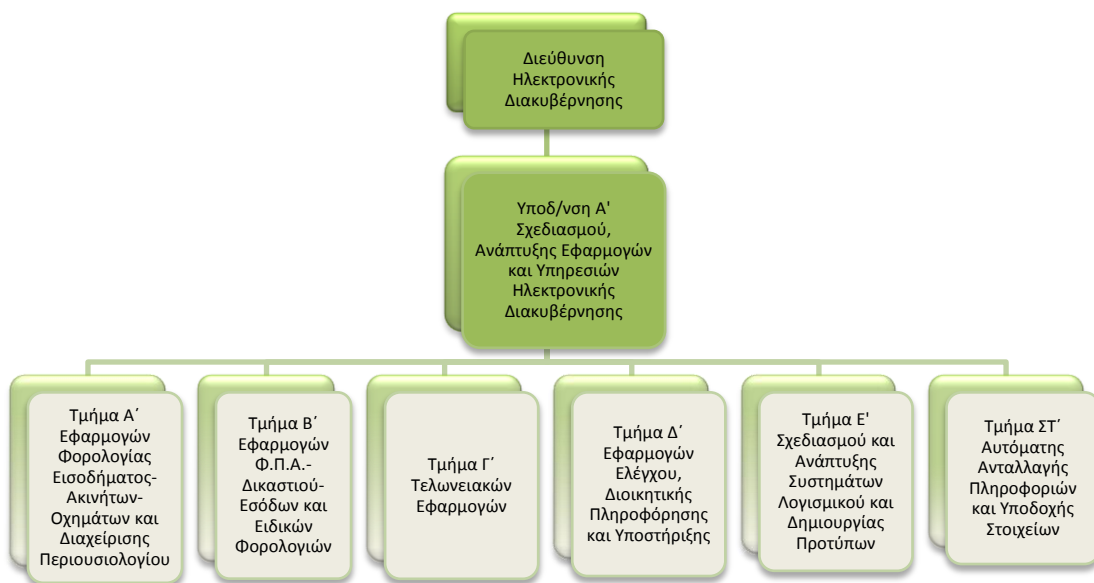 Διεύθυνση
Ηλεκτρονικής
Διακυβέρνησης
Υποδ/νση Α'
Σχεδιασμού,
Ανάπτυξης Εφαρμογών
και Υπηρεσιών
Ηλεκτρονικής
Διακυβέρνησης
Τμήμα Α΄
Εφαρμογών
Φορολογίας
Εισοδήματος-
Ακινήτων-
Οχημάτων και
Διαχείρισης
Περιουσιολογίου
Τμήμα Β΄
Εφαρμογών
Φ.Π.Α.-
Δικαστιού-
Εσόδων και
Ειδικών
Φορολογιών
Τμήμα Γ΄
Τελωνειακών
Εφαρμογών
Τμήμα Δ΄
Εφαρμογών
Ελέγχου,
Διοικητικής
Πληροφόρησης
και Υποστήριξης
Τμήμα Ε'
Σχεδιασμού και
Ανάπτυξης
Συστημάτων
Λογισμικού και
Δημιουργίας
Προτύπων
Τμήμα ΣΤ΄
Αυτόματης
Ανταλλαγής
Πληροφοριών
και Υποδοχής
Στοιχείων